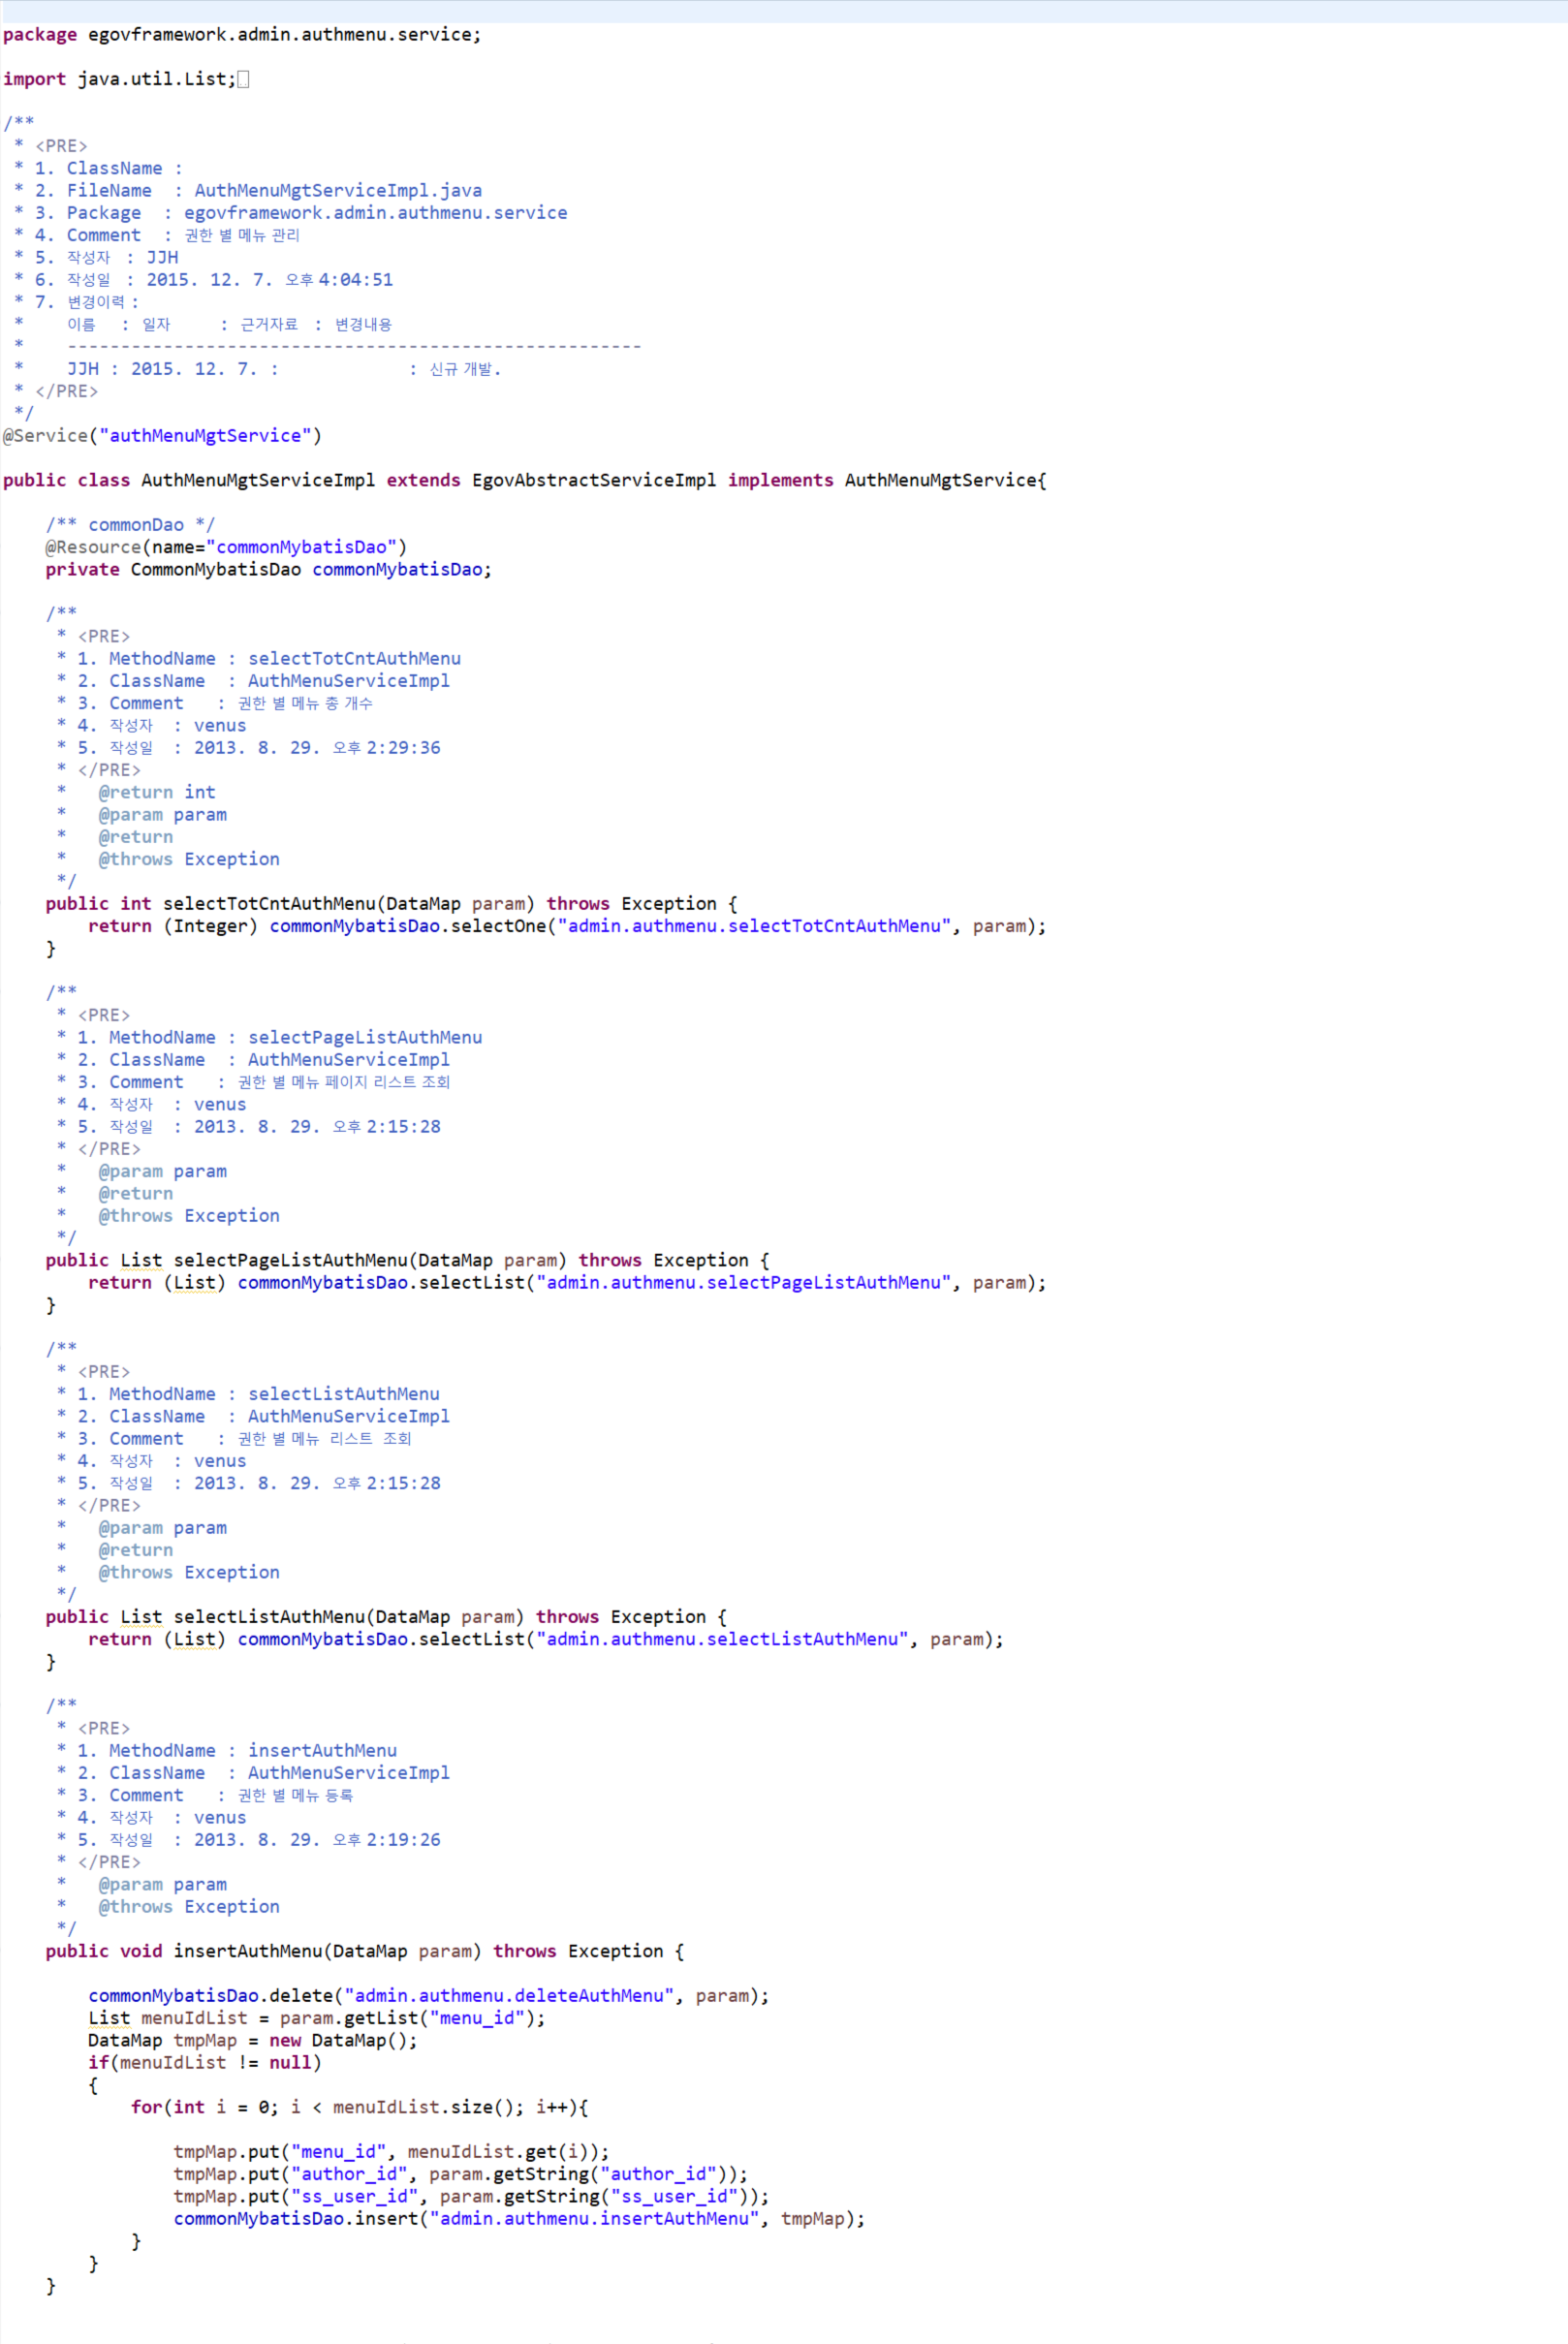 package egovframework.admin.authmenu.service;
import java.util.List;
/**
* <PRE>
* 1. ClassName :
* 2. FileName  : AuthMenuMgtServiceImpl.java
* 3. Package  : egovframework.admin.authmenu.service
* 4. Comment  : 권한 별 메뉴 관리
* 5. 작성자 : JJH
* 6. 작성일 : 2015. 12. 7. 오후 4:04:51
* 7. 변경이력 :
*    이름  : 일자    : 근거자료 : 변경내용
*    ------------------------------------------------------
*    JJH : 2015. 12. 7. :            : 신규 개발.
* </PRE>
*/
@Service("authMenuMgtService")
public class AuthMenuMgtServiceImpl extends EgovAbstractServiceImpl implements AuthMenuMgtService{
/** commonDao */
@Resource(name="commonMybatisDao")
private CommonMybatisDao commonMybatisDao;
/**
* <PRE>
* 1. MethodName : selectTotCntAuthMenu
* 2. ClassName  : AuthMenuServiceImpl
* 3. Comment   : 권한 별 메뉴 총 개수
* 4. 작성자  : venus
* 5. 작성일  : 2013. 8. 29. 오후 2:29:36
* </PRE>
*   @return int
*   @param param
*   @return
*   @throws Exception
*/
public int selectTotCntAuthMenu(DataMap param) throws Exception {
return (Integer) commonMybatisDao.selectOne("admin.authmenu.selectTotCntAuthMenu", param);
}
/**
* <PRE>
* 1. MethodName : selectPageListAuthMenu
* 2. ClassName  : AuthMenuServiceImpl
* 3. Comment   : 권한 별 메뉴 페이지 리스트 조회
* 4. 작성자  : venus
* 5. 작성일  : 2013. 8. 29. 오후 2:15:28
* </PRE>
*   @param param
*   @return
*   @throws Exception
*/
public List selectPageListAuthMenu(DataMap param) throws Exception {
return (List) commonMybatisDao.selectList("admin.authmenu.selectPageListAuthMenu", param);
}
/**
* <PRE>
* 1. MethodName : selectListAuthMenu
* 2. ClassName  : AuthMenuServiceImpl
* 3. Comment   : 권한 별 메뉴  리스트  조회
* 4. 작성자  : venus
* 5. 작성일  : 2013. 8. 29. 오후 2:15:28
* </PRE>
*   @param param
*   @return
*   @throws Exception
*/
public List selectListAuthMenu(DataMap param) throws Exception {
return (List) commonMybatisDao.selectList("admin.authmenu.selectListAuthMenu", param);
}
/**
* <PRE>
* 1. MethodName : insertAuthMenu
* 2. ClassName  : AuthMenuServiceImpl
* 3. Comment   : 권한 별 메뉴 등록
* 4. 작성자  : venus
* 5. 작성일  : 2013. 8. 29. 오후 2:19:26
* </PRE>
*   @param param
*   @throws Exception
*/
public void insertAuthMenu(DataMap param) throws Exception {
commonMybatisDao.delete("admin.authmenu.deleteAuthMenu", param);
List menuIdList = param.getList("menu_id");
DataMap tmpMap = new DataMap();
if(menuIdList != null)
{
for(int i = 0; i < menuIdList.size(); i++){
tmpMap.put("menu_id", menuIdList.get(i));
tmpMap.put("author_id", param.getString("author_id"));
tmpMap.put("ss_user_id", param.getString("ss_user_id"));
commonMybatisDao.insert("admin.authmenu.insertAuthMenu", tmpMap);
}
}
}